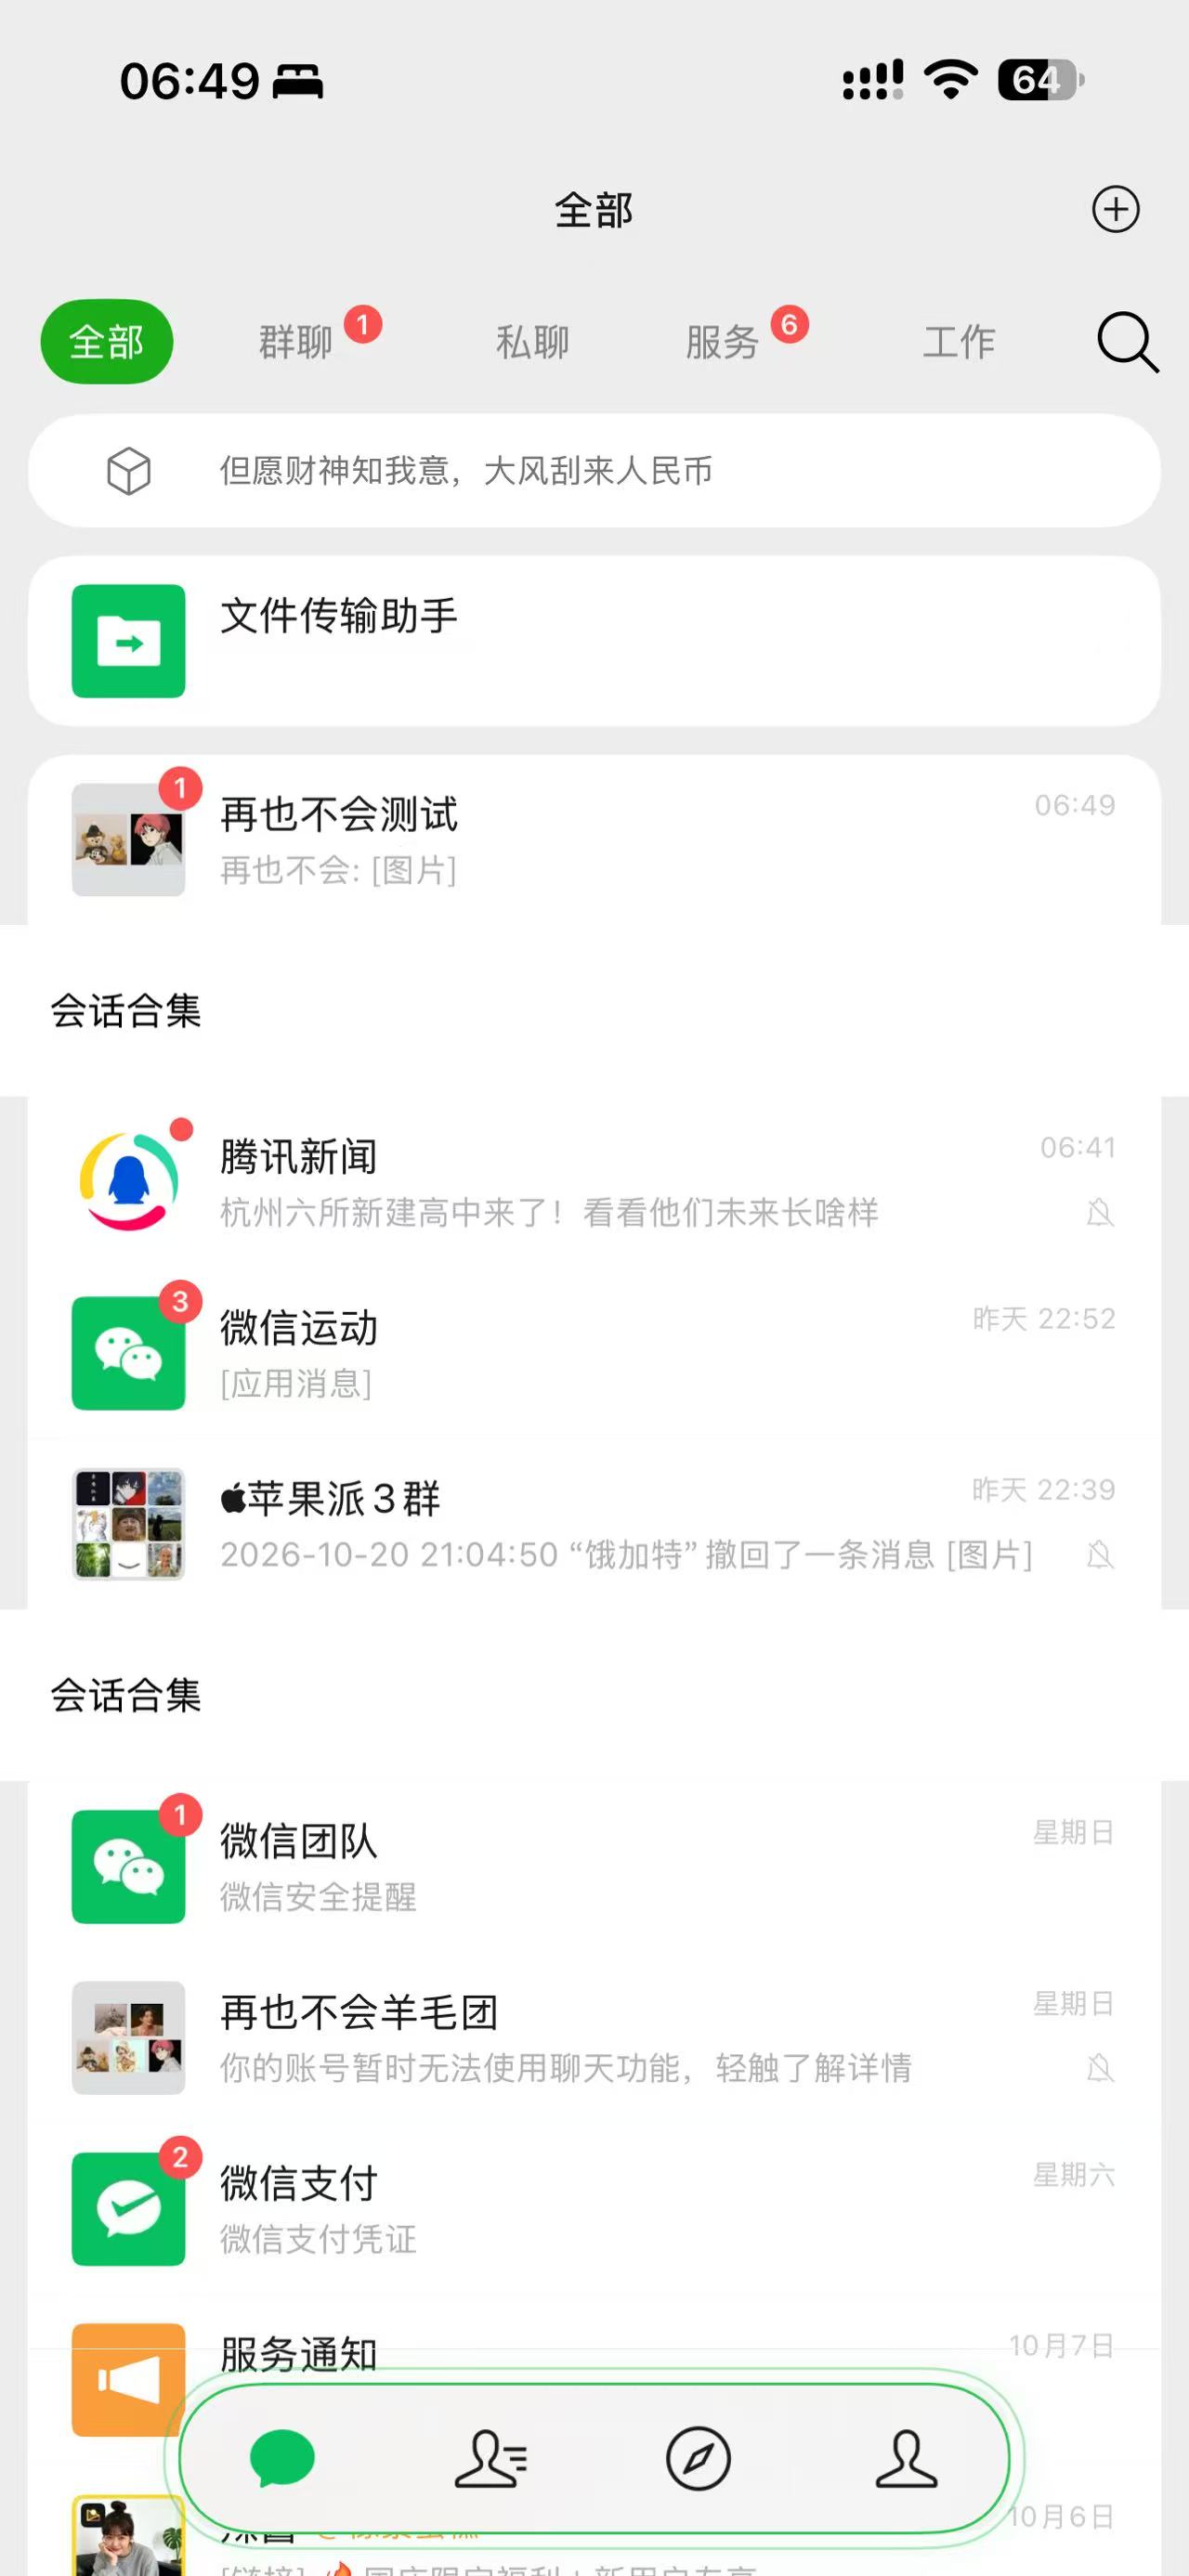 06:49
64
全部
全部
群聊 1
私聊
服务 6
工作
但愿财神知我意，大风刮来人民币
文件传输助手
1
再也不会测试
06:49
再也不会: [图片]
会话合集
腾讯新闻
06:41
杭州六所新建高中来了！看看他们未来长啥样
3
微信运动
昨天 22:52
[应用消息]
苹果派3群
昨天 22:39
2026-10-20 21:04:50 “饿加特” 撤回了一条消息 [图片]
会话合集
1
微信团队
星期日
微信安全提醒
再也不会羊毛团
星期日
你的账号暂时无法使用聊天功能，轻触了解详情
2
微信支付
星期六
微信支付凭证
服务通知
10月7日
10月6日